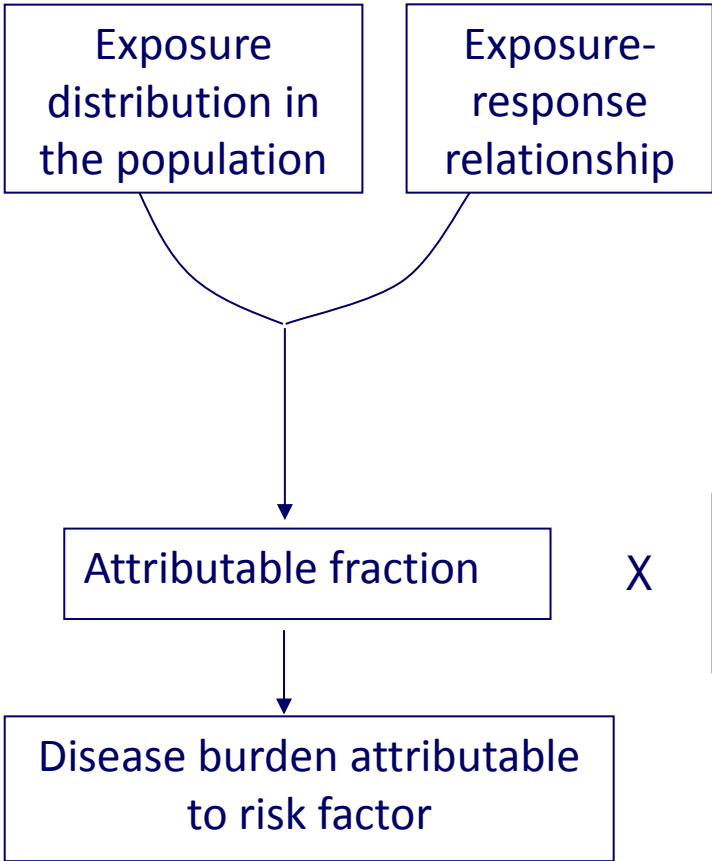 Exposure
distribution in
the population
Exposure-
response
relationship
Attributable fraction
X
Disease burden attributable
to risk factor